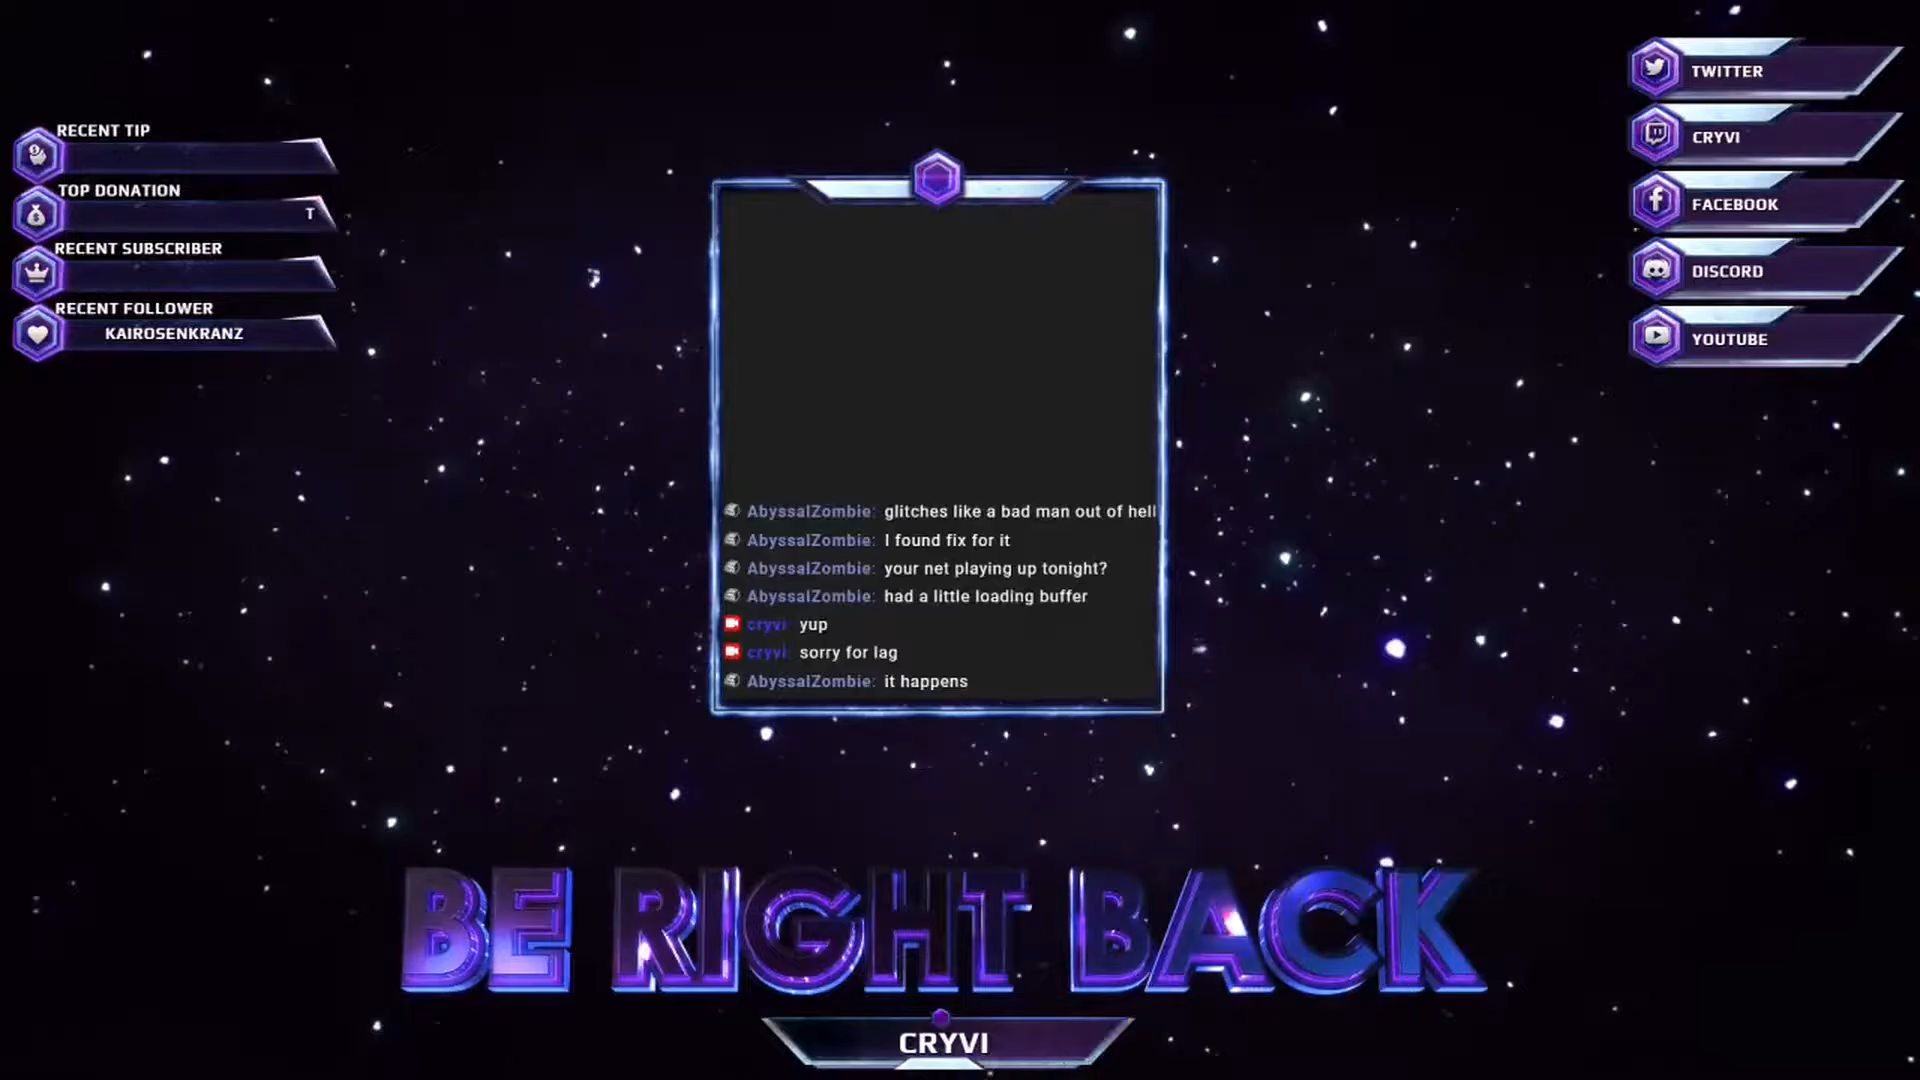 RECENT TIP
TOP DONATION
T
RECENT SUBSCRIBER
RECENT FOLLOWER
KAIROSENKRANZ
AbyssalZombie: glitches like a bad man out of hell
AbyssalZombie: I found fix for it
AbyssalZombie: your net playing up tonight?
AbyssalZombie: had a little loading buffer
cryvi: yup
cryvi: sorry for lag
AbyssalZombie: it happens
TWITTER
CRYVI
FACEBOOK
DISCORD
YOUTUBE
BE RIGHT BACK
CRYVI